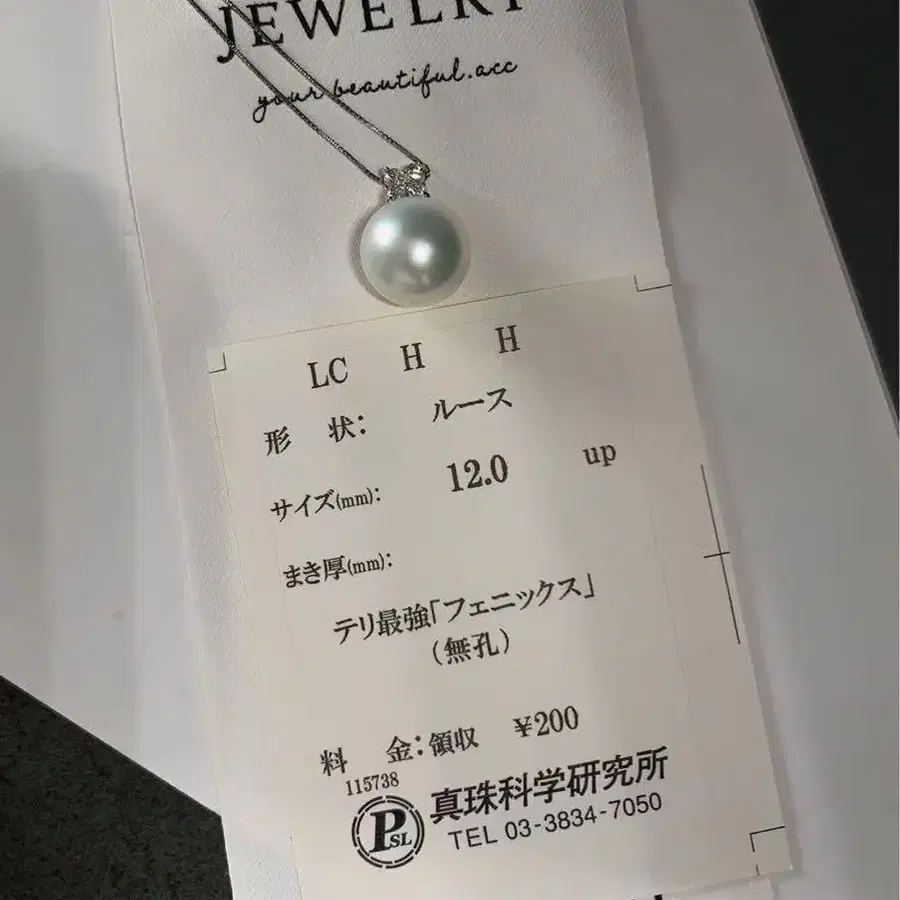 JEWELRY
your beautiful.acc
LC H H
形 状: ルース
サイズ(mm): 12.0 up
まき厚(mm):
テリ最強「フェニックス」
(無孔)
料 金:領収 ¥200
115738
PSL
真珠科学研究所
TEL 03-3834-7050